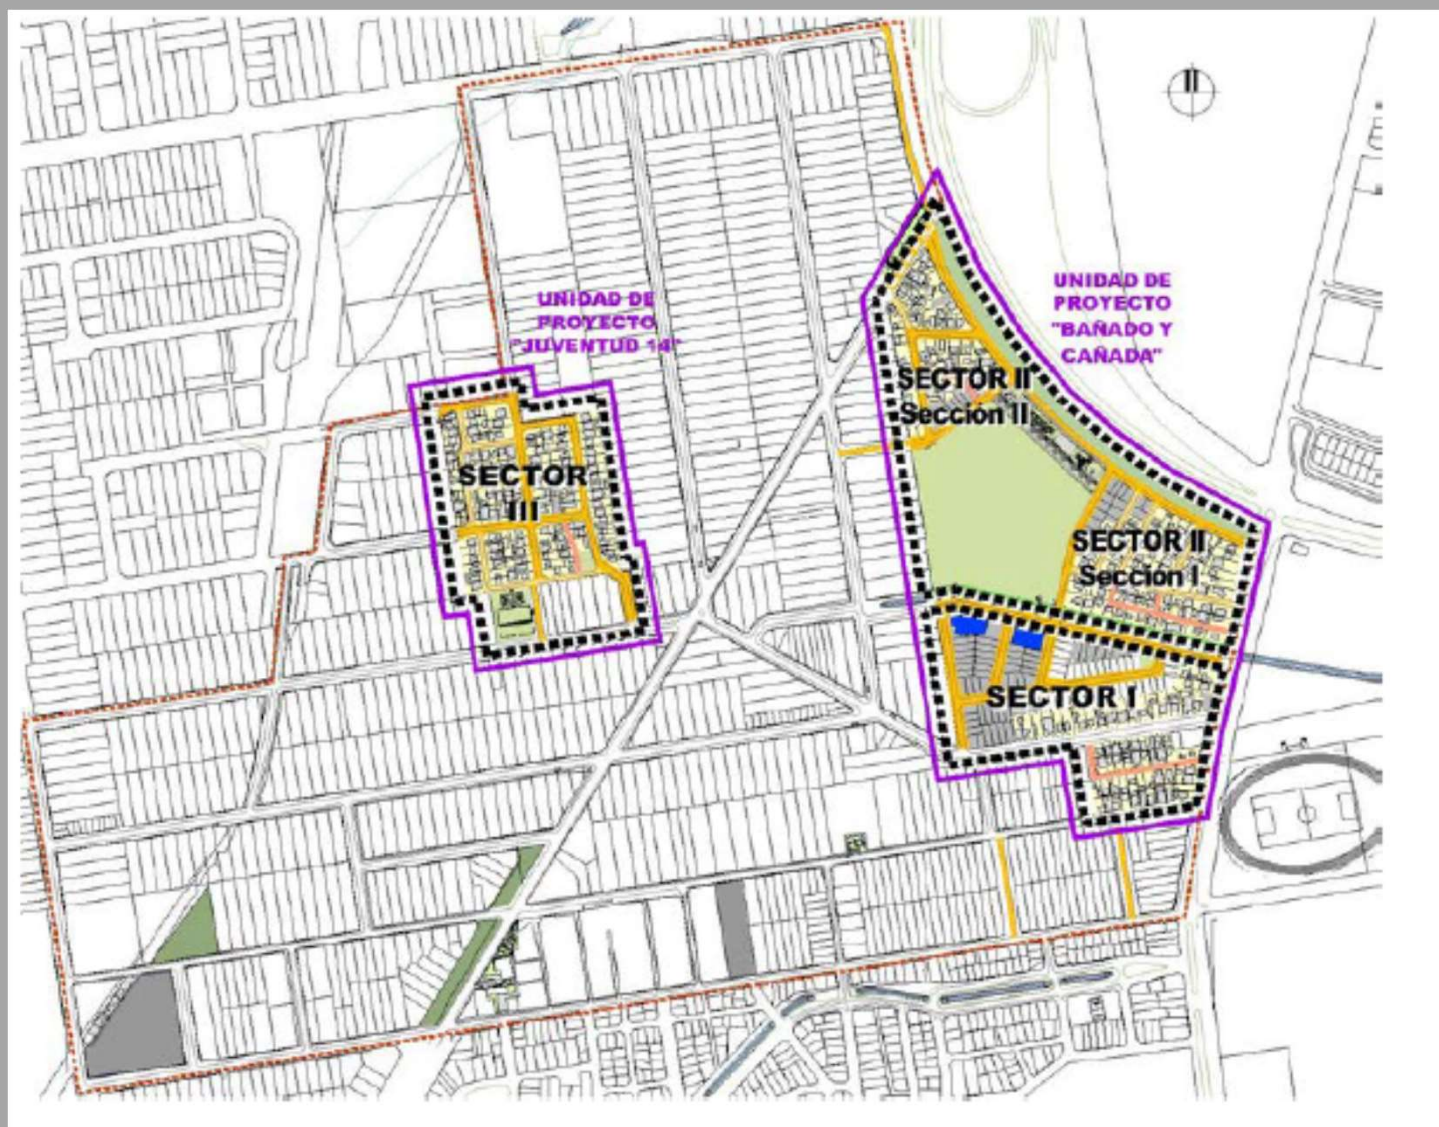 UNIDAD DE
PROYECTO
"JUVENTUD 14"
UNIDAD DE
PROYECTO
"BAÑADO Y
CAÑADA"
SECTOR II
Sección II
SECTOR
III
SECTOR II
Sección I
SECTOR I